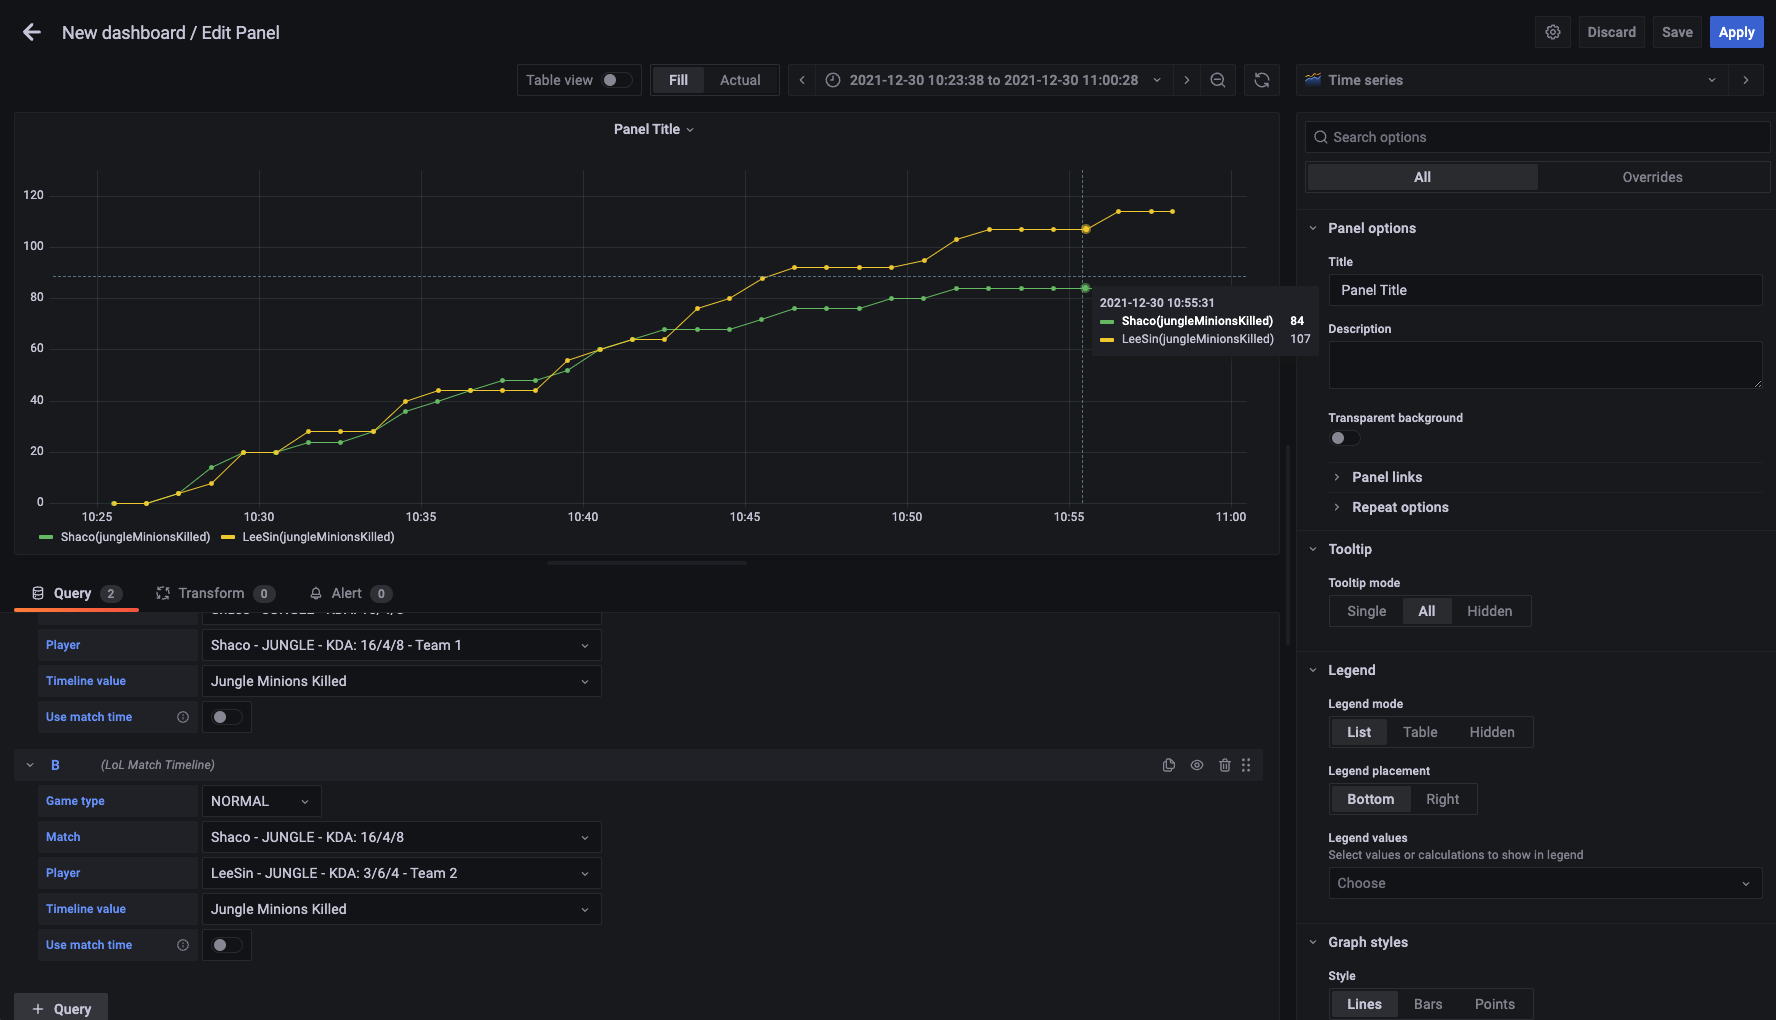 New dashboard / Edit Panel
Discard
Save
Apply
Table view
Fill
Actual
2021-12-30 10:23:38 to 2021-12-30 11:00:28
Time series
Panel Title
120
100
80
60
40
20
0
10:25
10:30
10:35
10:40
10:45
10:50
10:55
11:00
2021-12-30 10:55:31
Shaco(jungleMinionsKilled) 84
LeeSin(jungleMinionsKilled) 107
Shaco(jungleMinionsKilled)
LeeSin(jungleMinionsKilled)
Query 2
Transform 0
Alert 0
Player
Shaco - JUNGLE - KDA: 16/4/8 - Team 1
Timeline value
Jungle Minions Killed
Use match time
B
(LoL Match Timeline)
Game type
NORMAL
Match
Shaco - JUNGLE - KDA: 16/4/8
Player
LeeSin - JUNGLE - KDA: 3/6/4 - Team 2
Timeline value
Jungle Minions Killed
Use match time
+ Query
Search options
All
Overrides
Panel options
Title
Panel Title
Description
Transparent background
Panel links
Repeat options
Tooltip
Tooltip mode
Single
All
Hidden
Legend
Legend mode
List
Table
Hidden
Legend placement
Bottom
Right
Legend values
Select values or calculations to show in legend
Choose
Graph styles
Style
Lines
Bars
Points